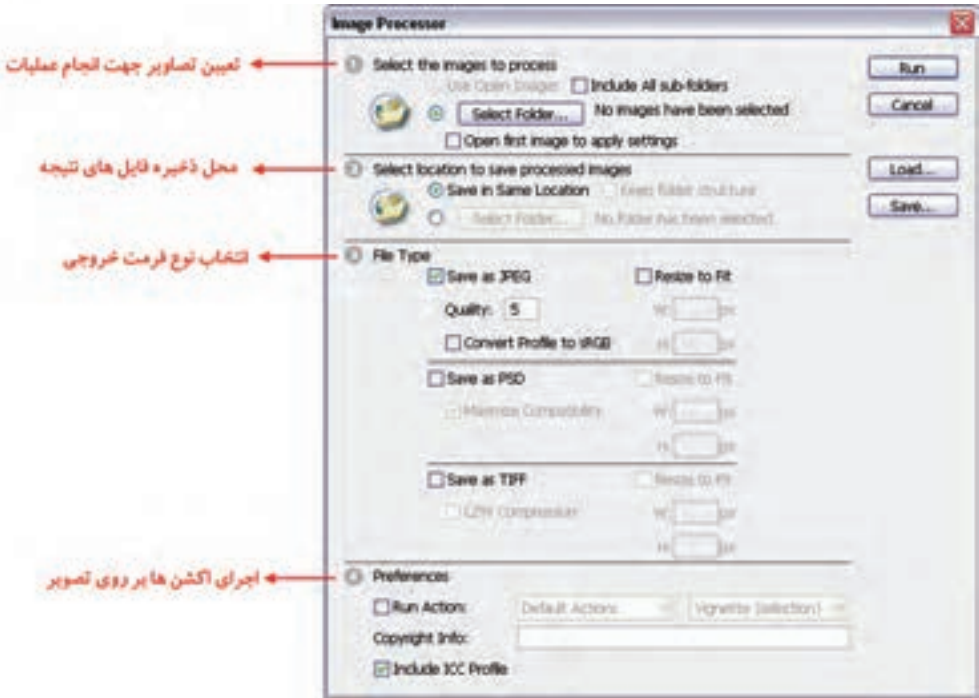 Image Processor
تعیین تصاویر جهت انجام عملیات
Select the images to process
Run
Use Open Images
Include All sub-folders
Select Folder...
No images have been selected
Cancel
Open first image to apply settings
محل ذخیره فایل های نتیجه
Select location to save processed images
Load...
Save in Same Location
Keep folder structure
Select Folder...
No folder has been selected
Save...
انتخاب نوع فرمت خروجی
File Type
Save as JPEG
Resize to Fit
Quality: 5
W: px
Convert Profile to sRGB
H: px
Save as PSD
Resize to Fit
Maximize Compatibility
W: px
H: px
Save as TIFF
Resize to Fit
LZW Compression
W: px
H: px
اجرای اکشن ها بر روی تصویر
Preferences
Run Action:
Default Actions
Vignette (selection)
Copyright Info:
Include ICC Profile